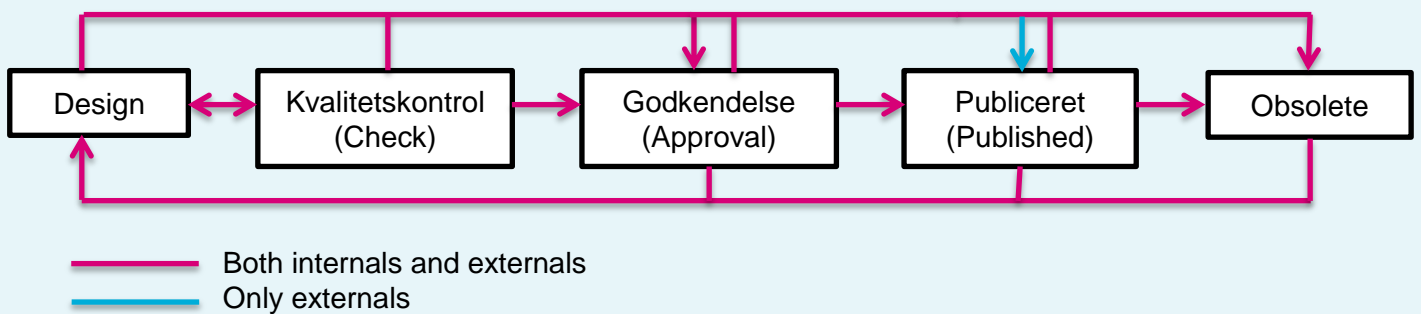 Design
Kvalitetskontrol
(Check)
Godkendelse
(Approval)
Publiceret
(Published)
Obsolete
Both internals and externals
Only externals